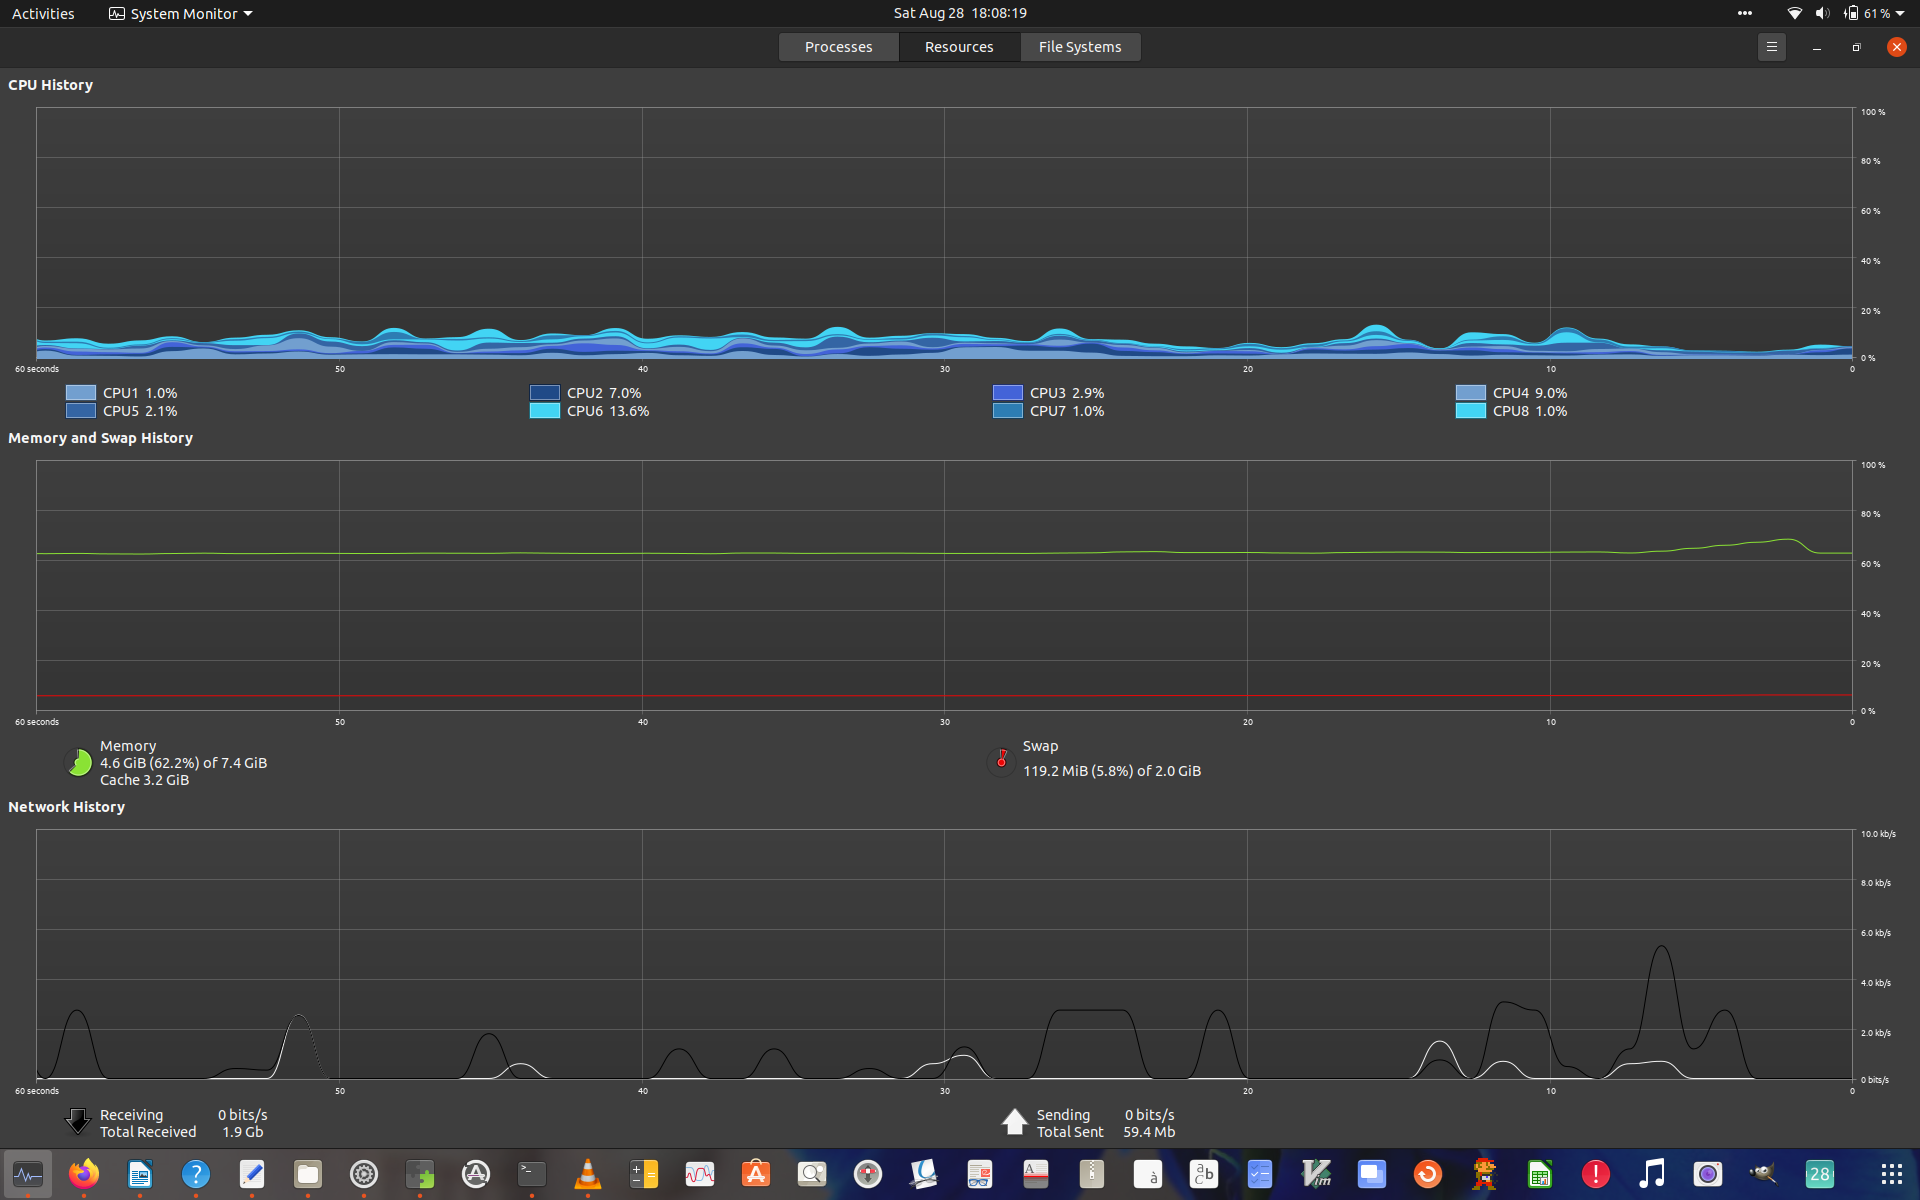 Activities System Monitor Sat Aug 28 18:08:19 61 %
Processes Resources File Systems
CPU History
100 %
80 %
60 %
40 %
20 %
0 %
60 seconds 50 40 30 20 10 0
CPU1 1.0% CPU2 7.0% CPU3 2.9% CPU4 9.0%
CPU5 2.1% CPU6 13.6% CPU7 1.0% CPU8 1.0%
Memory and Swap History
100 %
80 %
60 %
40 %
20 %
0 %
60 seconds 50 40 30 20 10 0
Memory
4.6 GiB (62.2%) of 7.4 GiB
Cache 3.2 GiB
Swap
119.2 MiB (5.8%) of 2.0 GiB
Network History
10.0 kb/s
8.0 kb/s
6.0 kb/s
4.0 kb/s
2.0 kb/s
0 bits/s
60 seconds 50 40 30 20 10 0
Receiving 0 bits/s
Total Received 1.9 Gb
Sending 0 bits/s
Total Sent 59.4 Mb
? >_ A à a b c Vim ! 28